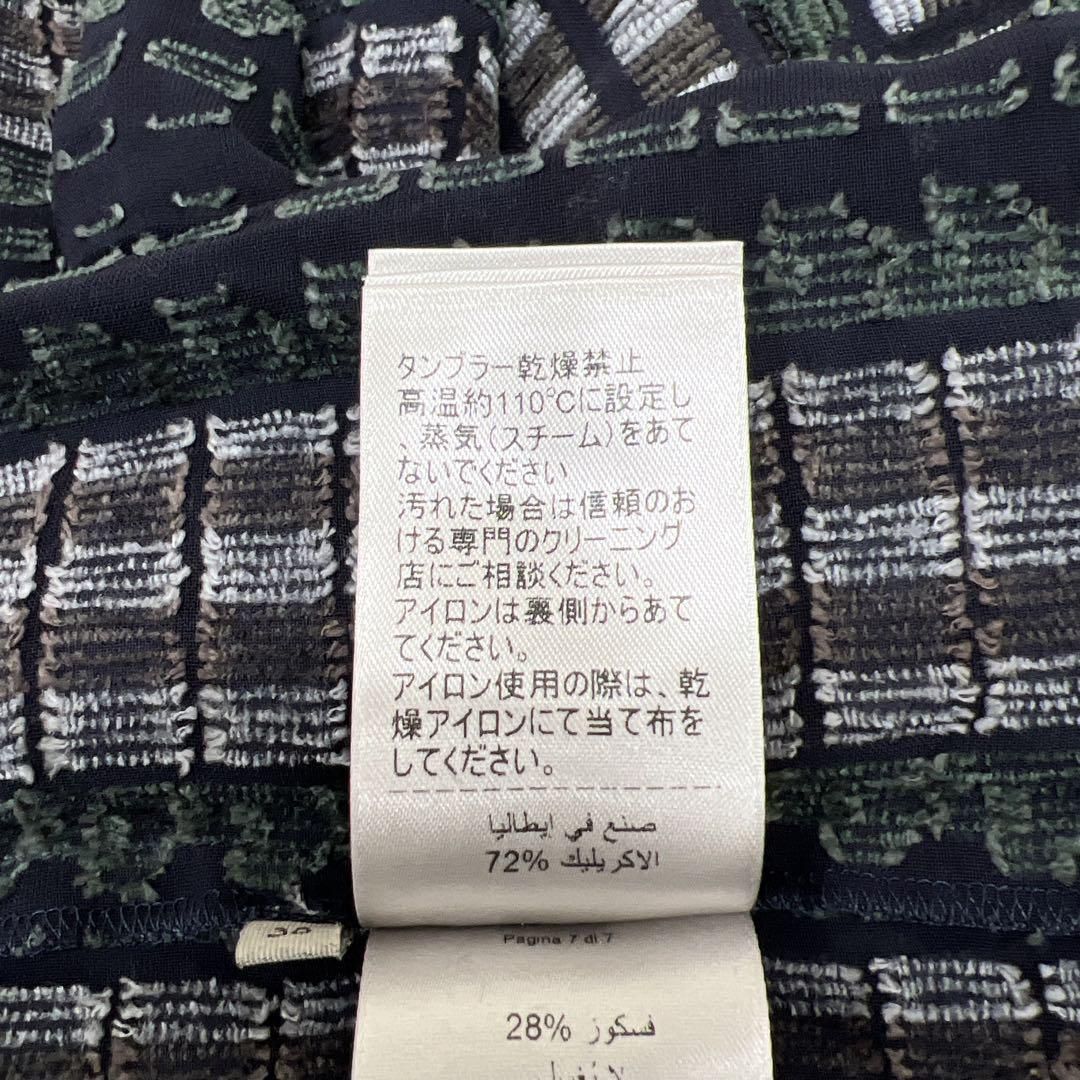 タンブラー乾燥禁止
高温約110℃に設定し
、蒸気(スチーム)をあて
ないでください
汚れた場合は信頼のお
ける専門のクリーニング
店にご相談ください。
アイロンは裏側からあて
てください。
アイロン使用の際は、乾
燥アイロンにて当て布を
してください。
صنع في ايطاليا
72% الاكريليك
Pagina 7 di 7
28% فسكوز